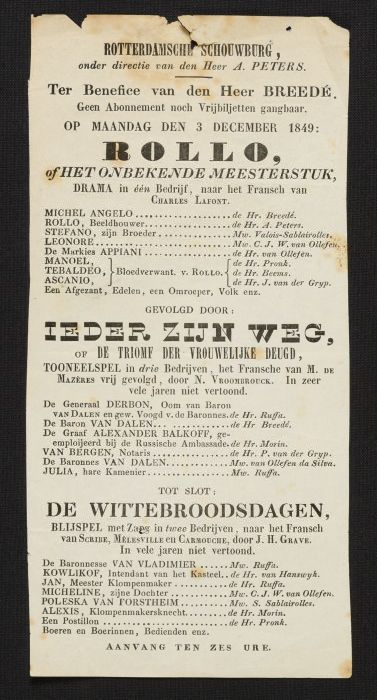 ROTTERDAMSCHE SCHOUWBURG,
onder directie van den Heer A. PETERS.
Ter Benefice van den Heer BREEDÉ.
Geen Abonnement noch Vrijbiljetten gangbaar.
OP MAANDAG DEN 3 DECEMBER 1849:
ROLLO,
of HET ONBEKENDE MEESTERSTUK,
DRAMA in één Bedrijf, naar het Fransch van
CHARLES LAFONT.
MICHEL ANGELO .................... de Hr. Breedé.
ROLLO, Beeldhouwer ................ de Hr. A. Peters.
STEFANO, zijn Broeder .............. Mw. Valois-Sablairolles.
LEONORE ......................... Mw. C. J. W. van Ollefen.
De Markies APPIANI ................ de Hr. van Ollefen.
MANOEL, de Hr. Pronk.
TEBALDEO, } Bloedverwant. v. ROLLO. { de Hr. Beems.
ASCANIO, de Hr. J. van der Gryp.
Een Afgezant, Edelen, een Omroeper, Volk enz.
GEVOLGD DOOR:
IEDER ZIJN WEG,
OF DE TRIOMF DER VROUWELIJKE DEUGD,
TOONEELSPEL in drie Bedrijven, het Fransche van M. DE
MAZÈRES vrij gevolgd, door N. VROOMBROUCK. In zeer
vele jaren niet vertoond.
De Generaal DERBON, Oom van Baron
VAN DALEN en gew. Voogd v. de Baronnes. de Hr. Ruffa.
De Baron VAN DALEN .............. de Hr Breedé.
De Graaf ALEXANDER BALKOFF, ge-
emploijeerd bij de Russische Ambassade. de Hr. Morin.
VAN BERGEN, Notaris .............. de Hr. P. van der Gryp.
De Baronnes VAN DALEN ............ Mw. van Ollefen da Silva.
JULIA, hare Kamenier ............... Mw. Ruffa.
TOT SLOT:
DE WITTEBROODSDAGEN,
BLIJSPEL met Zang in twee Bedrijven, naar het Fransch
van SCRIBE, MELESVILLE en CARMOUCHE, door J. H. GRAVE.
In vele jaren niet vertoond.
De Baronnesse VAN VLADIMIER ...... Mw. Ruffa.
KOWLIKOF, Intendant van het Kasteel.. de Hr. van Hanswyk.
JAN, Meester Klompenmaker .......... de Hr. Ruffa.
MICHELINE, zijne Dochter ........... Mw. C. J. W. van Ollefen.
POLESKA VAN FORSTHEIM ........ Mw. S. Sablairolles.
ALEXIS, Klompenmakersknecht ........ de Hr. Morin.
Een Postillon .................... de Hr. Pronk.
Boeren en Boerinnen, Bedienden enz.
AANVANG TEN ZES URE.